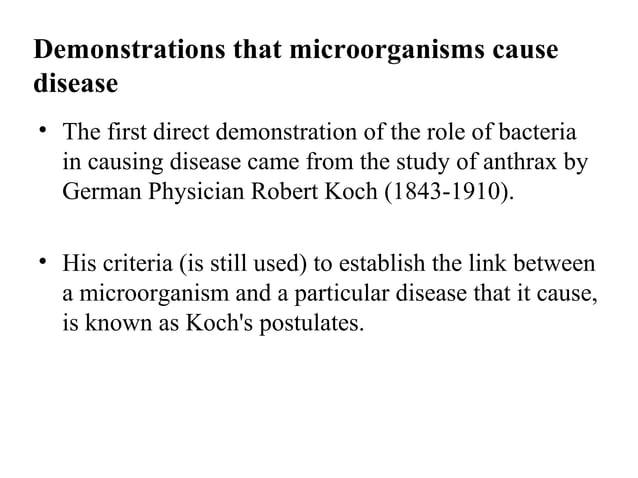 Demonstrations that microorganisms cause
disease
• The first direct demonstration of the role of bacteria
in causing disease came from the study of anthrax by
German Physician Robert Koch (1843-1910).
• His criteria (is still used) to establish the link between
a microorganism and a particular disease that it cause,
is known as Koch's postulates.